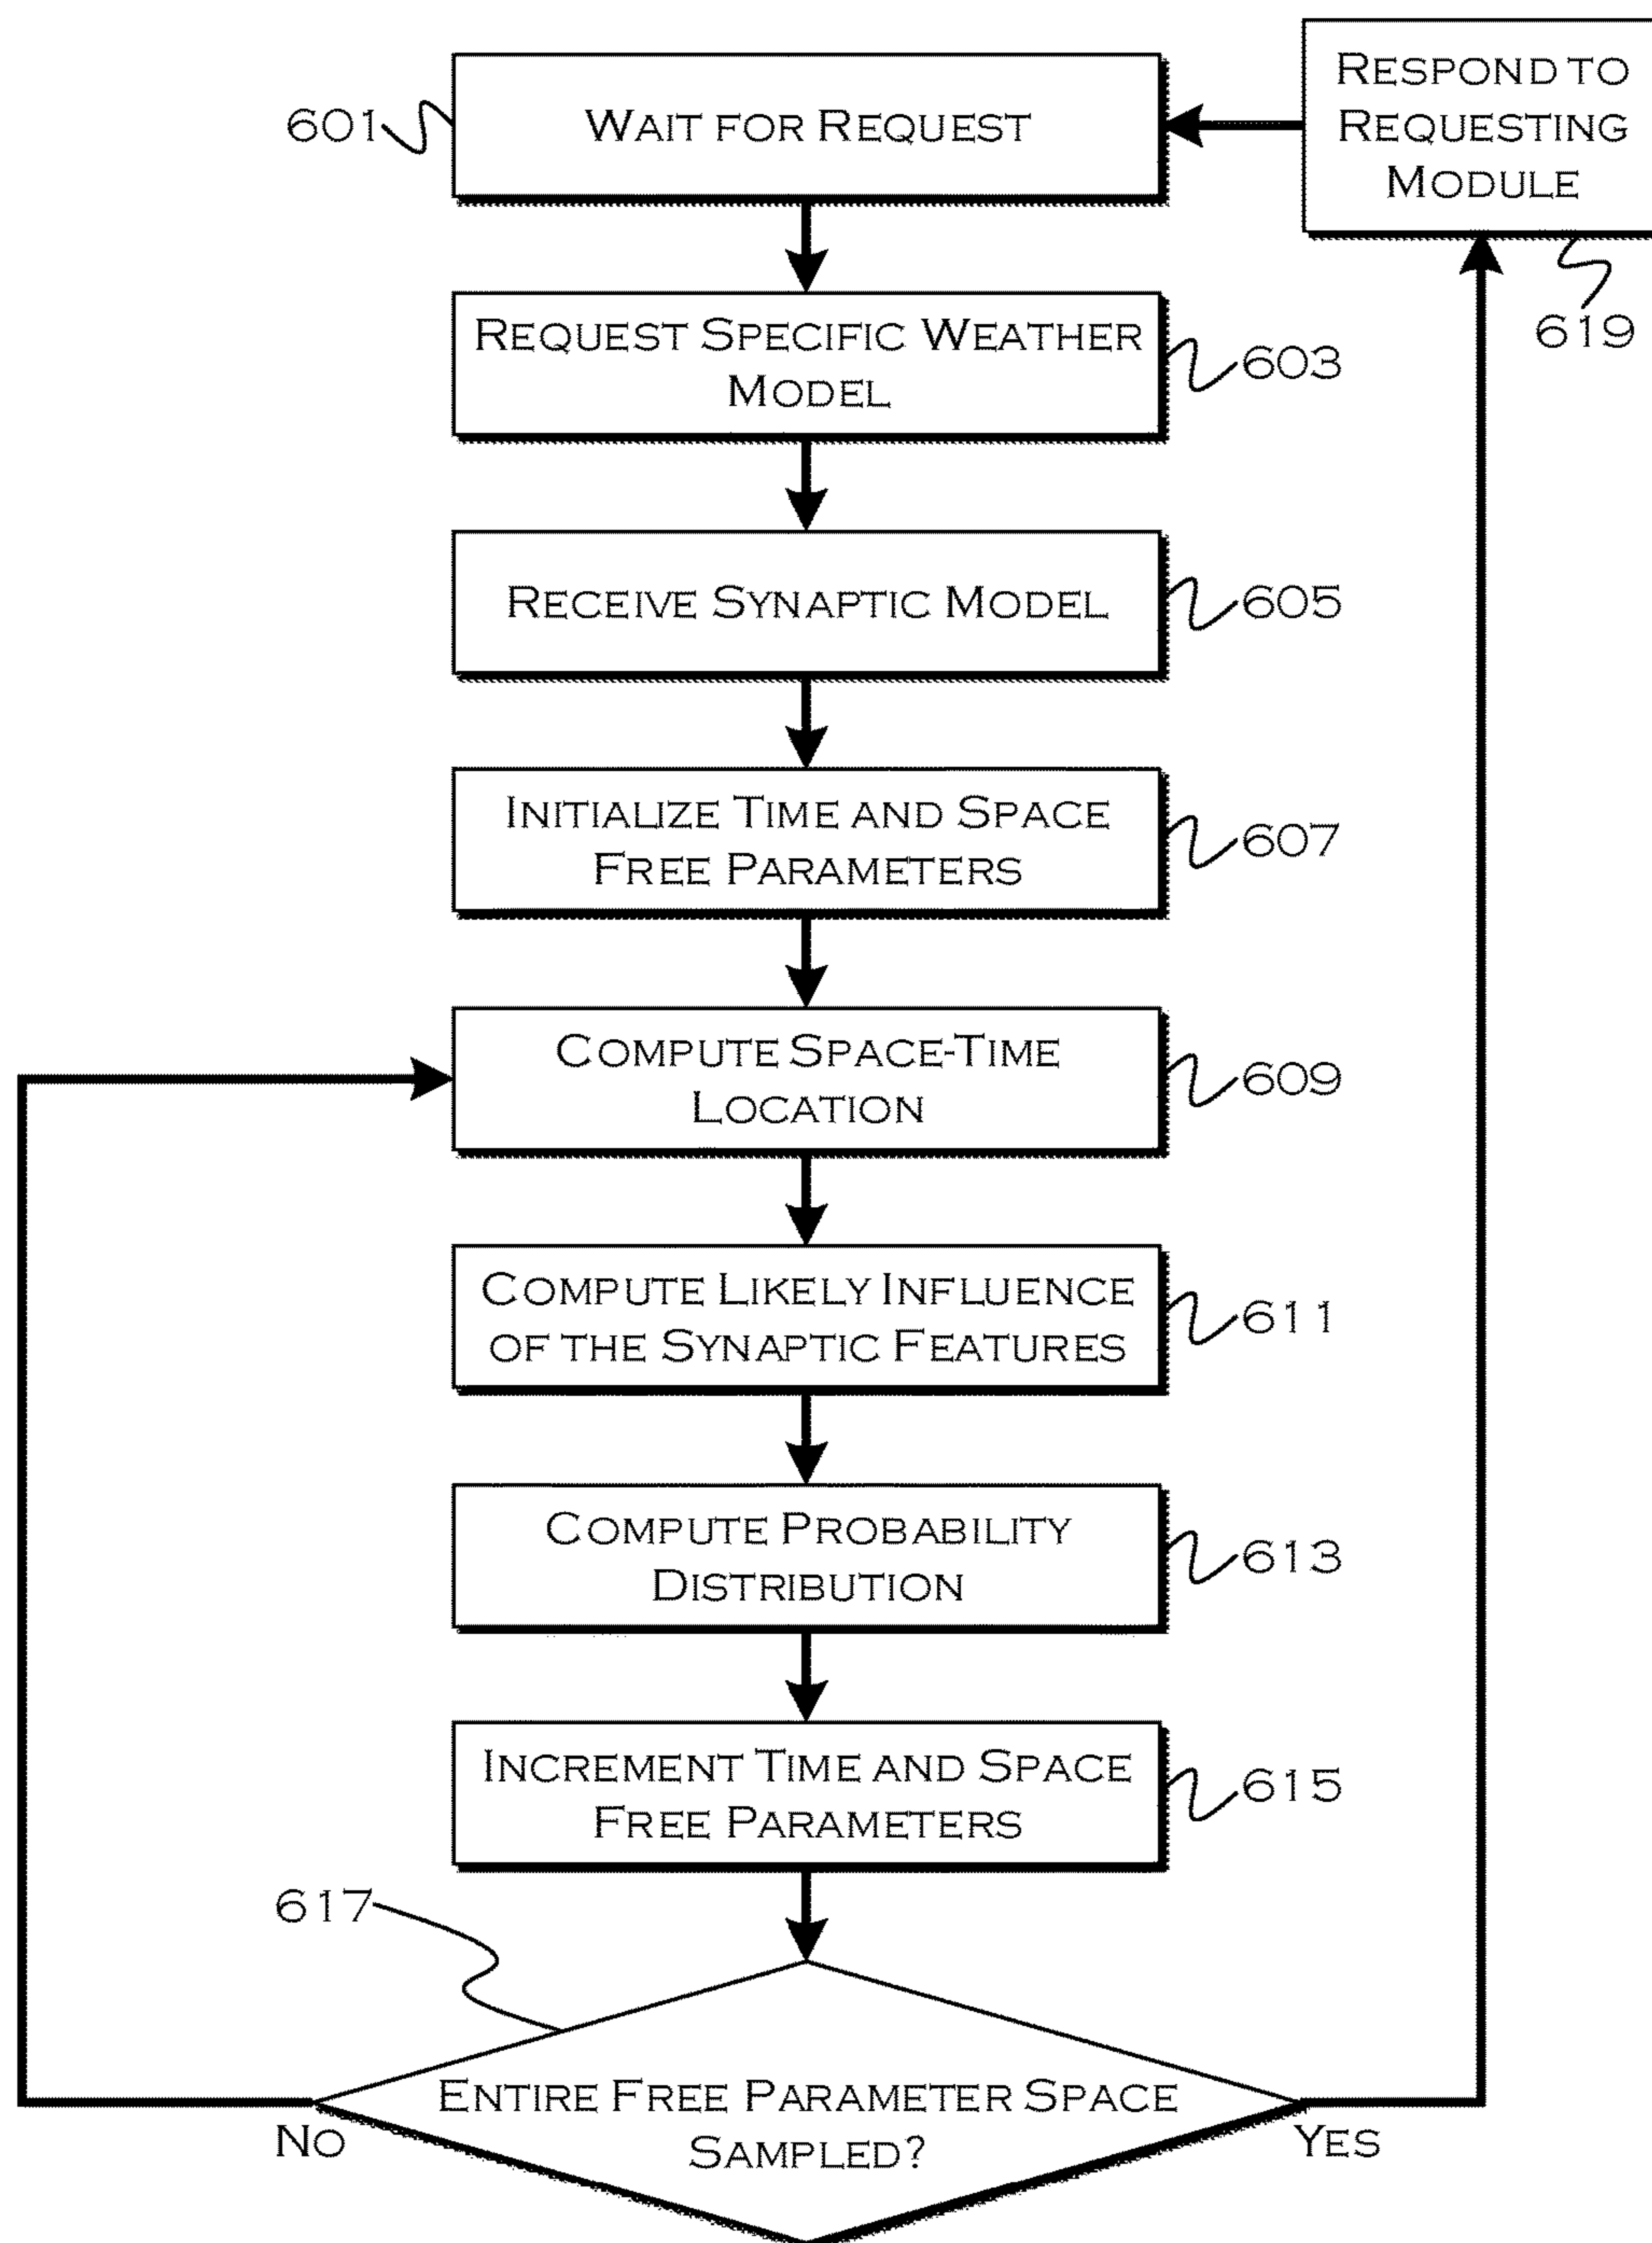 RESPOND TO
REQUESTING
MODULE
619
601
WAIT FOR REQUEST
REQUEST SPECIFIC WEATHER
MODEL
603
RECEIVE SYNAPTIC MODEL
605
INITIALIZE TIME AND SPACE
FREE PARAMETERS
607
COMPUTE SPACE-TIME
LOCATION
609
COMPUTE LIKELY INFLUENCE
OF THE SYNAPTIC FEATURES
611
COMPUTE PROBABILITY
DISTRIBUTION
613
INCREMENT TIME AND SPACE
FREE PARAMETERS
615
617
ENTIRE FREE PARAMETER SPACE
SAMPLED?
NO
YES